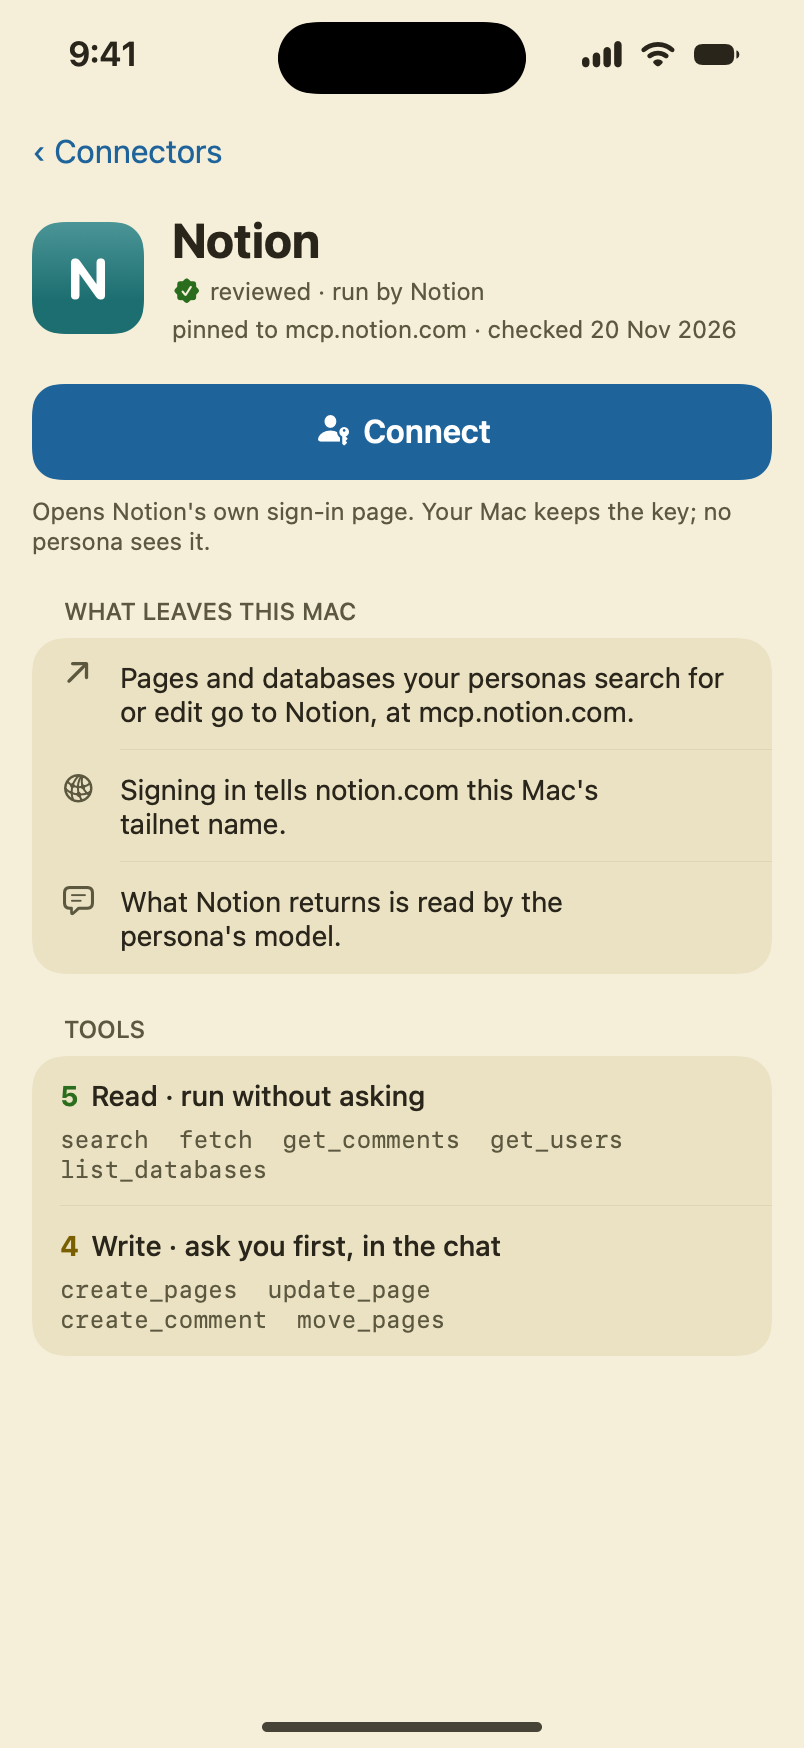 9:41
‹ Connectors
N
Notion
reviewed · run by Notion
pinned to mcp.notion.com · checked 20 Nov 2026
Connect
Opens Notion's own sign-in page. Your Mac keeps the key; no
persona sees it.
WHAT LEAVES THIS MAC
Pages and databases your personas search for
or edit go to Notion, at mcp.notion.com.
Signing in tells notion.com this Mac's
tailnet name.
What Notion returns is read by the
persona's model.
TOOLS
5 Read · run without asking
search fetch get_comments get_users
list_databases
4 Write · ask you first, in the chat
create_pages update_page
create_comment move_pages